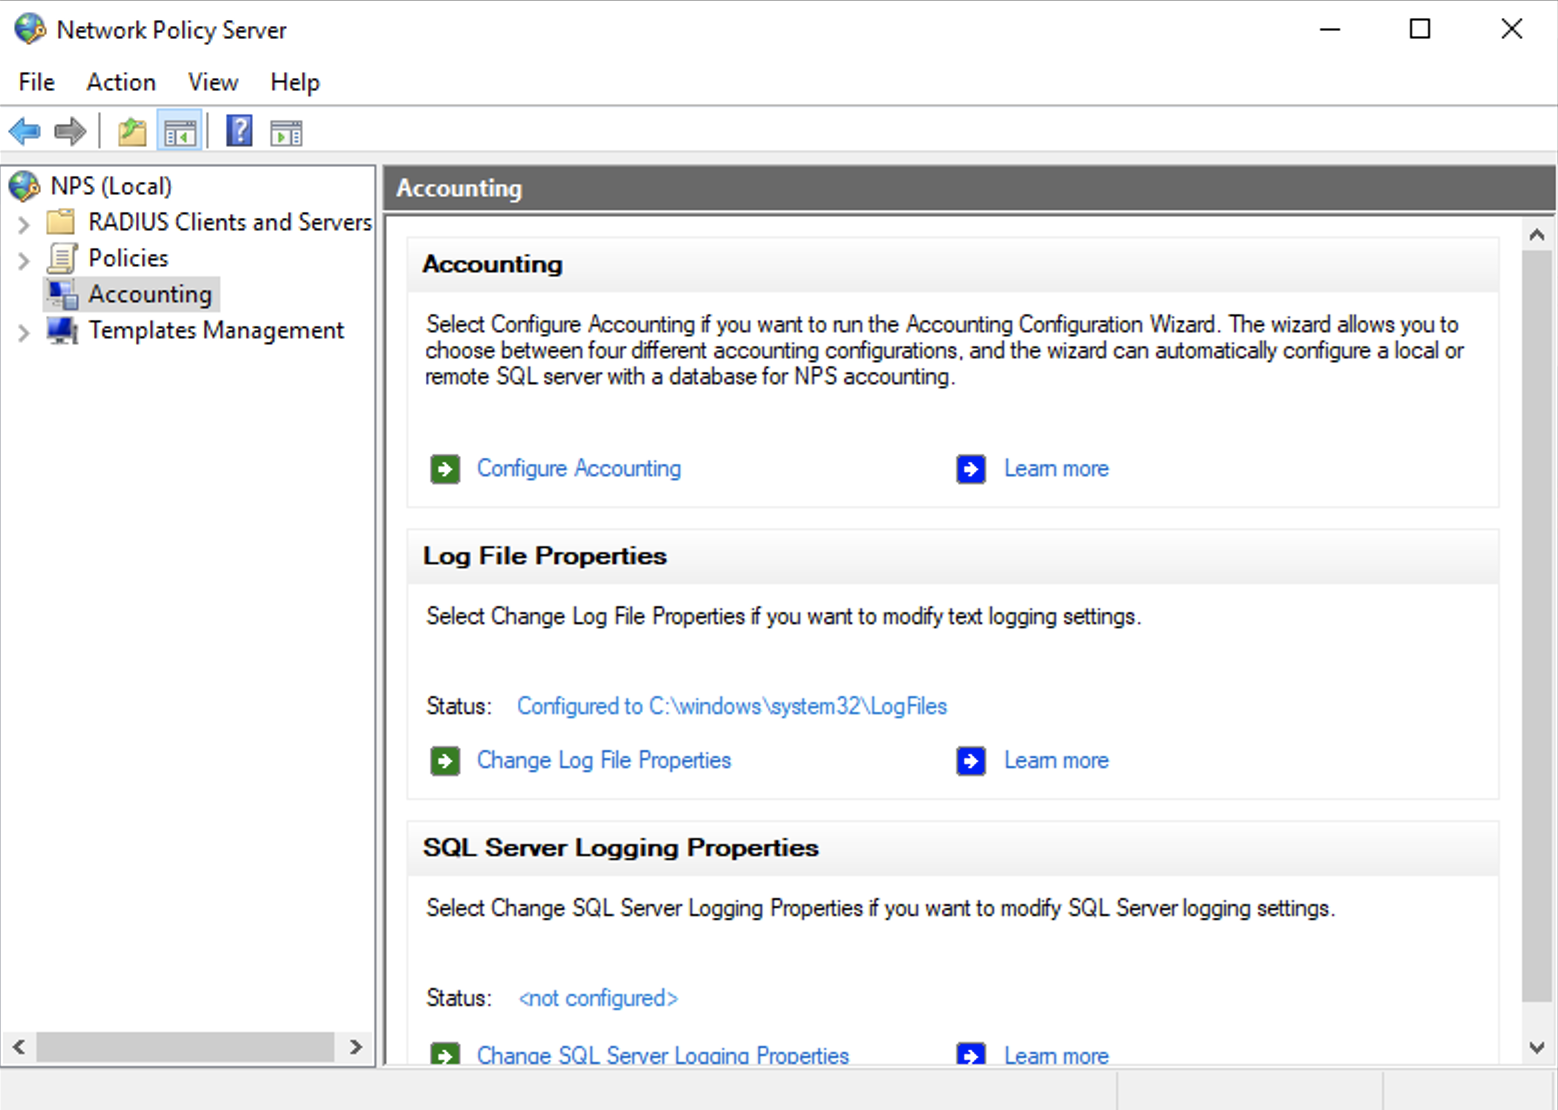 Network Policy Server
File Action View Help
NPS (Local)
RADIUS Clients and Servers
Policies
Accounting
Templates Management
Accounting
Accounting
Select Configure Accounting if you want to run the Accounting Configuration Wizard. The wizard allows you to
choose between four different accounting configurations, and the wizard can automatically configure a local or
remote SQL server with a database for NPS accounting.
Configure Accounting Learn more
Log File Properties
Select Change Log File Properties if you want to modify text logging settings.
Status: Configured to C:\windows\system32\LogFiles
Change Log File Properties Learn more
SQL Server Logging Properties
Select Change SQL Server Logging Properties if you want to modify SQL Server logging settings.
Status: <not configured>
Change SQL Server Logging Properties Learn more